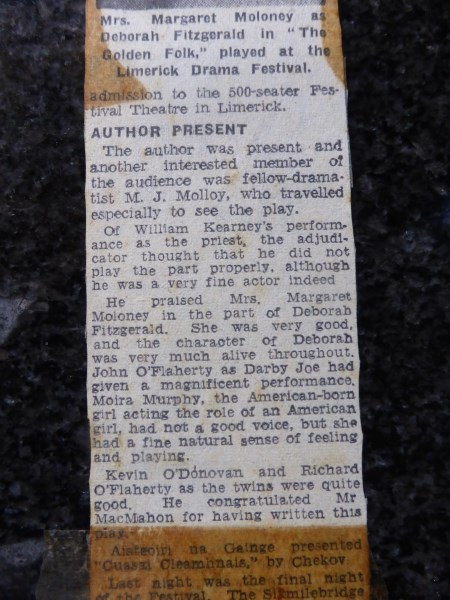 Mrs. Margaret Moloney as
Deborah Fitzgerald in "The
Golden Folk," played at the
Limerick Drama Festival.
admission to the 500-seater Fes-
tival Theatre in Limerick.
AUTHOR PRESENT
The author was present and
another interested member of
the audience was fellow-drama-
tist M. J. Molloy, who travelled
especially to see the play.
Of William Kearney's perform-
ance as the priest, the adjudi-
cator thought that he did not
play the part properly, although
he was a very fine actor indeed
He praised Mrs. Margaret
Moloney in the part of Deborah
Fitzgerald. She was very good,
and the character of Deborah
was very much alive throughout.
John O'Flaherty as Darby Joe had
given a magnificent performance.
Moira Murphy, the American-born
girl acting the role of an American
girl, had not a good voice, but she
had a fine natural sense of feeling
and playing.
Kevin O'Donovan and Richard
O'Flaherty as the twins were quite
good. He congratulated Mr
MacMahon for having written this
play.
Aisteoiri na Gainge presented
"Cuasai Cleamhnais," by Chekov
Last night was the final night
of the Festival. The Sixmilebridge